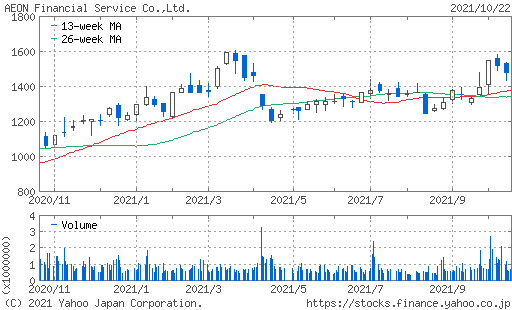 AEON Financial Service Co.,Ltd. 2021/10/22
1800
13-week MA
26-week MA
1600
1400
1200
1000
800
2020/11 2021/1 2021/3 2021/5 2021/7 2021/9
4
Volume
3
2
1
0
(x1000000)
2020/11 2021/1 2021/3 2021/5 2021/7 2021/9
(C) 2021 Yahoo Japan Corporation. https://stocks.finance.yahoo.co.jp/